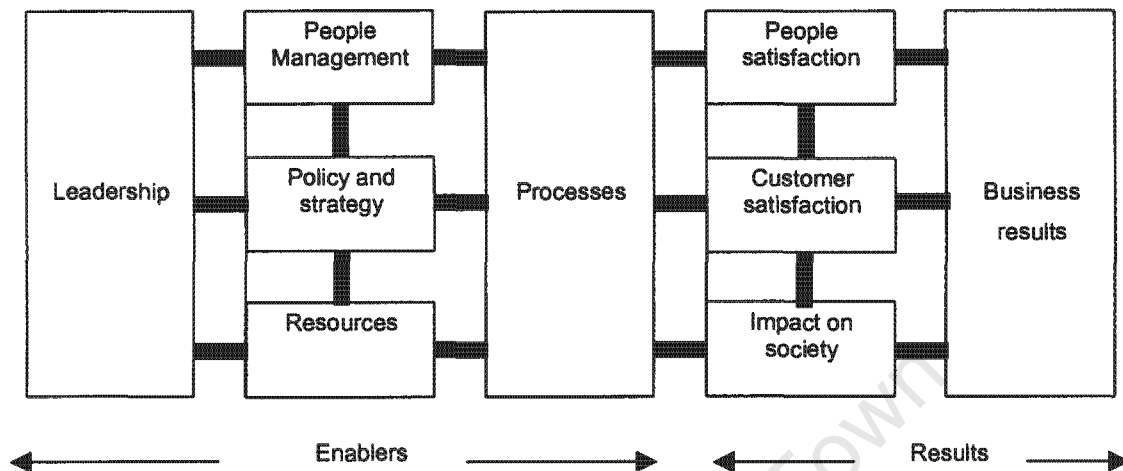 People
Management
People
satisfaction
Leadership
Policy and
strategy
Processes
Customer
satisfaction
Business
results
Resources
Impact on
society
Enablers
Results
Town